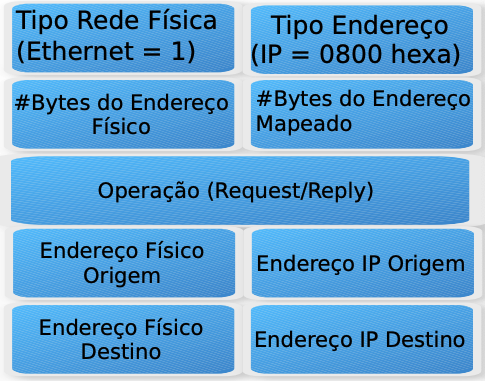 Tipo Rede Física
(Ethernet = 1)
Tipo Endereço
(IP = 0800 hexa)
#Bytes do Endereço
Físico
#Bytes do Endereço
Mapeado
Operação (Request/Reply)
Endereço Físico
Origem
Endereço IP Origem
Endereço Físico
Destino
Endereço IP Destino